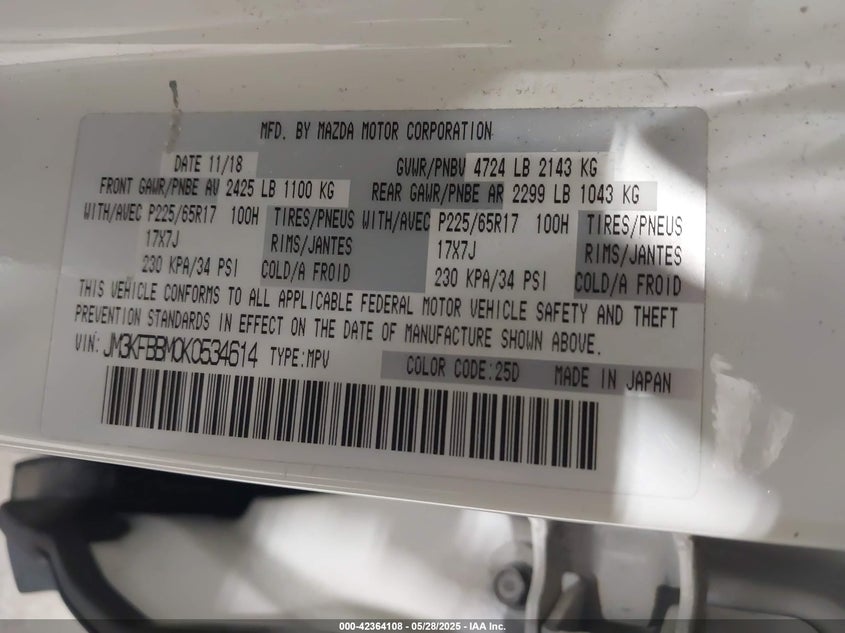 MFD. BY MAZDA MOTOR CORPORATION
DATE 11/18 GVWR/PNBV 4724 LB 2143 KG
FRONT GAWR/PNBE AV 2425 LB 1100 KG REAR GAWR/PNBE AR 2299 LB 1043 KG
WITH/AVEC P225/65R17 100H TIRES/PNEUS WITH/AVEC P225/65R17 100H TIRES/PNEUS
17X7J RIMS/JANTES 17X7J RIMS/JANTES
230 KPA/34 PSI COLD/A FROID 230 KPA/34 PSI COLD/A FROID
THIS VEHICLE CONFORMS TO ALL APPLICABLE FEDERAL MOTOR VEHICLE SAFETY AND THEFT
PREVENTION STANDARDS IN EFFECT ON THE DATE OF MANUFACTURE SHOWN ABOVE.
VIN: JM3KFBBM0K0534614 TYPE:MPV COLOR CODE:25D MADE IN JAPAN
000-42364108 - 05/28/2025 - IAA Inc.